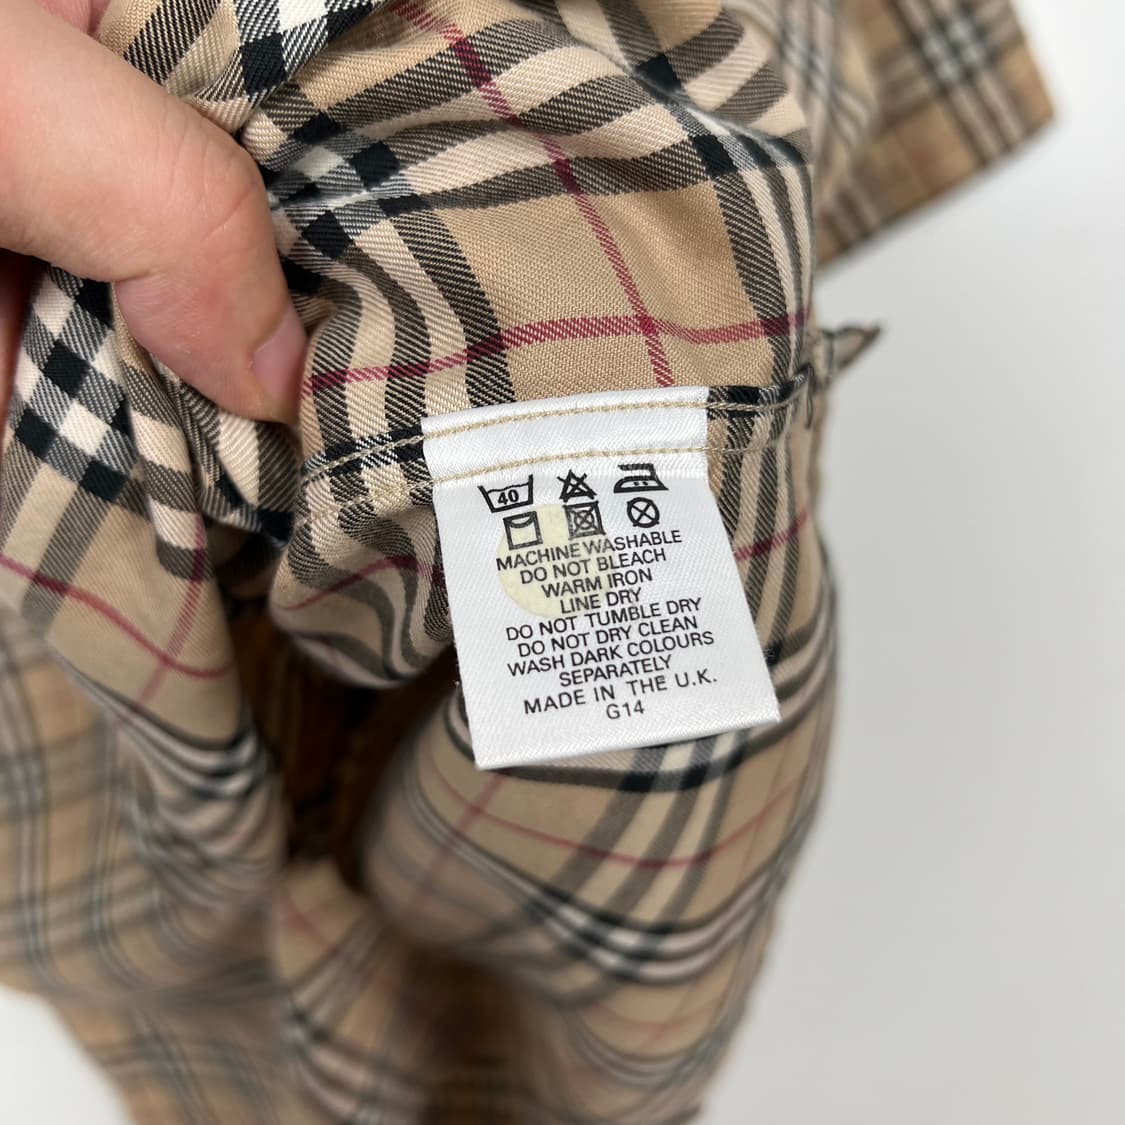 40
MACHINE WASHABLE
DO NOT BLEACH
WARM IRON
LINE DRY
DO NOT TUMBLE DRY
DO NOT DRY CLEAN
WASH DARK COLOURS
SEPARATELY
MADE IN THE U.K.
G14